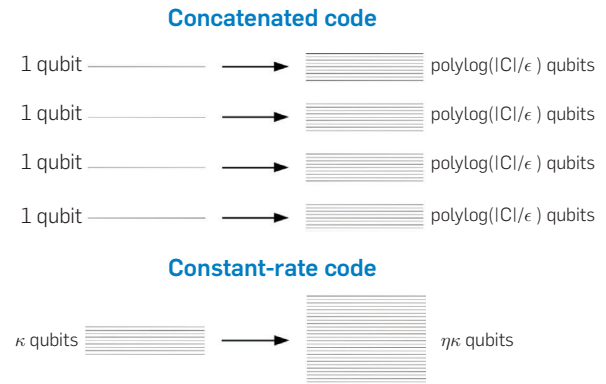 Concatenated code
1 qubit polylog(|C|/ϵ ) qubits
1 qubit polylog(|C|/ϵ ) qubits
1 qubit polylog(|C|/ϵ ) qubits
1 qubit polylog(|C|/ϵ ) qubits
Constant-rate code
κ qubits ηκ qubits